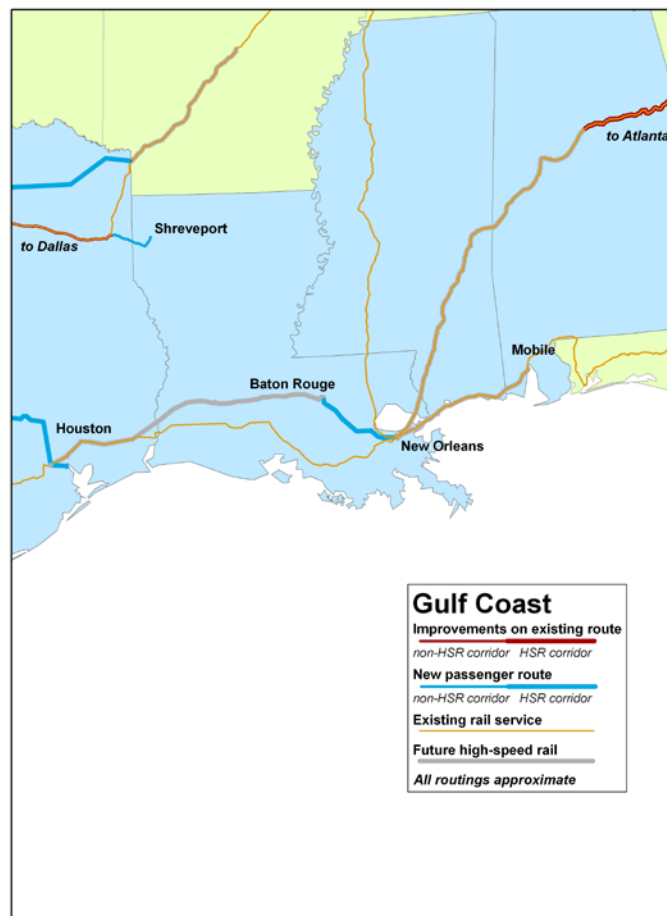 to Atlanta
Shreveport
to Dallas
Mobile
Baton Rouge
Houston
New Orleans
Gulf Coast
Improvements on existing route
non-HSR corridor HSR corridor
New passenger route
non-HSR corridor HSR corridor
Existing rail service
Future high-speed rail
All routings approximate